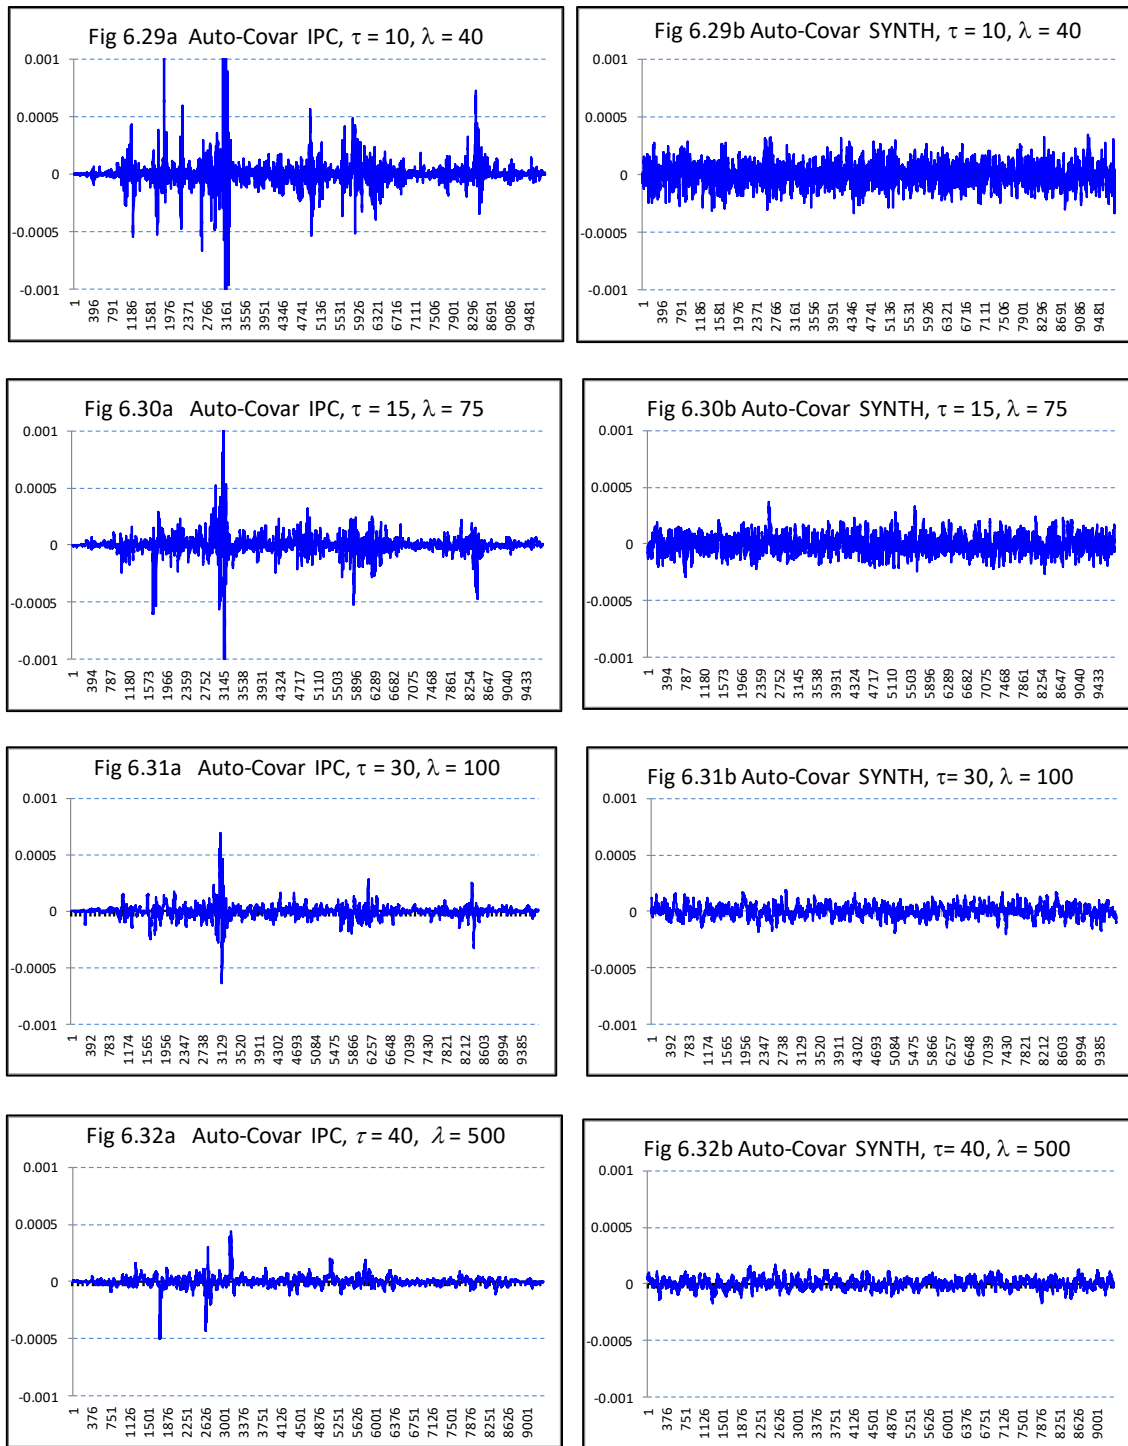 Fig 6.29a Auto-Covar IPC, τ = 10, λ = 40
0.001
0.0005
0
-0.0005
-0.001
1 396 791 1186 1581 1976 2371 2766 3161 3556 3951 4346 4741 5136 5531 5926 6321 6716 7111 7506 7901 8296 8691 9086 9481
Fig 6.29b Auto-Covar SYNTH, τ = 10, λ = 40
0.001
0.0005
0
-0.0005
-0.001
1 396 791 1186 1581 1976 2371 2766 3161 3556 3951 4346 4741 5136 5531 5926 6321 6716 7111 7506 7901 8296 8691 9086 9481
Fig 6.30a Auto-Covar IPC, τ = 15, λ = 75
0.001
0.0005
0
-0.0005
-0.001
1 394 787 1180 1573 1966 2359 2752 3145 3538 3931 4324 4717 5110 5503 5896 6289 6682 7075 7468 7861 8254 8647 9040 9433
Fig 6.30b Auto-Covar SYNTH, τ = 15, λ = 75
0.001
0.0005
0
-0.0005
-0.001
1 394 787 1180 1573 1966 2359 2752 3145 3538 3931 4324 4717 5110 5503 5896 6289 6682 7075 7468 7861 8254 8647 9040 9433
Fig 6.31a Auto-Covar IPC, τ = 30, λ = 100
0.001
0.0005
0
-0.0005
-0.001
1 392 783 1174 1565 1956 2347 2738 3129 3520 3911 4302 4693 5084 5475 5866 6257 6648 7039 7430 7821 8212 8603 8994 9385
Fig 6.31b Auto-Covar SYNTH, τ= 30, λ = 100
0.001
0.0005
0
-0.0005
-0.001
1 392 783 1174 1565 1956 2347 2738 3129 3520 3911 4302 4693 5084 5475 5866 6257 6648 7039 7430 7821 8212 8603 8994 9385
Fig 6.32a Auto-Covar IPC, τ = 40, λ = 500
0.001
0.0005
0
-0.0005
-0.001
1 376 751 1126 1501 1876 2251 2626 3001 3376 3751 4126 4501 4876 5251 5626 6001 6376 6751 7126 7501 7876 8251 8626 9001
Fig 6.32b Auto-Covar SYNTH, τ= 40, λ = 500
0.001
0.0005
0
-0.0005
-0.001
1 376 751 1126 1501 1876 2251 2626 3001 3376 3751 4126 4501 4876 5251 5626 6001 6376 6751 7126 7501 7876 8251 8626 9001